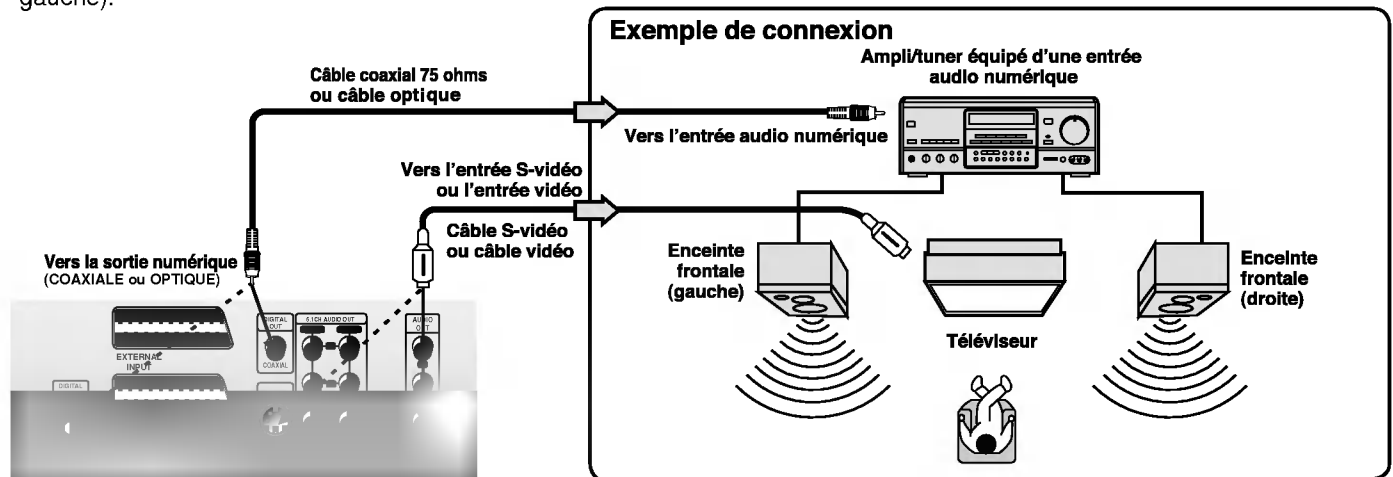 gauche).
Exemple de connexion
Ampli/tuner équipé d'une entrée
audio numérique
Câble coaxial 75 ohms
ou câble optique
Vers l'entrée audio numérique
Vers l'entrée S-vidéo
ou l'entrée vidéo
Câble S-vidéo
ou câble vidéo
Vers la sortie numérique
(COAXIALE ou OPTIQUE)
Enceinte
frontale
(gauche)
Enceinte
frontale
(droite)
Téléviseur
DIGITAL
OUT
5.1CH AUDIO OUT
AUDIO
OUT
EXTERNAL
INPUT
COAXIAL
DIGITAL